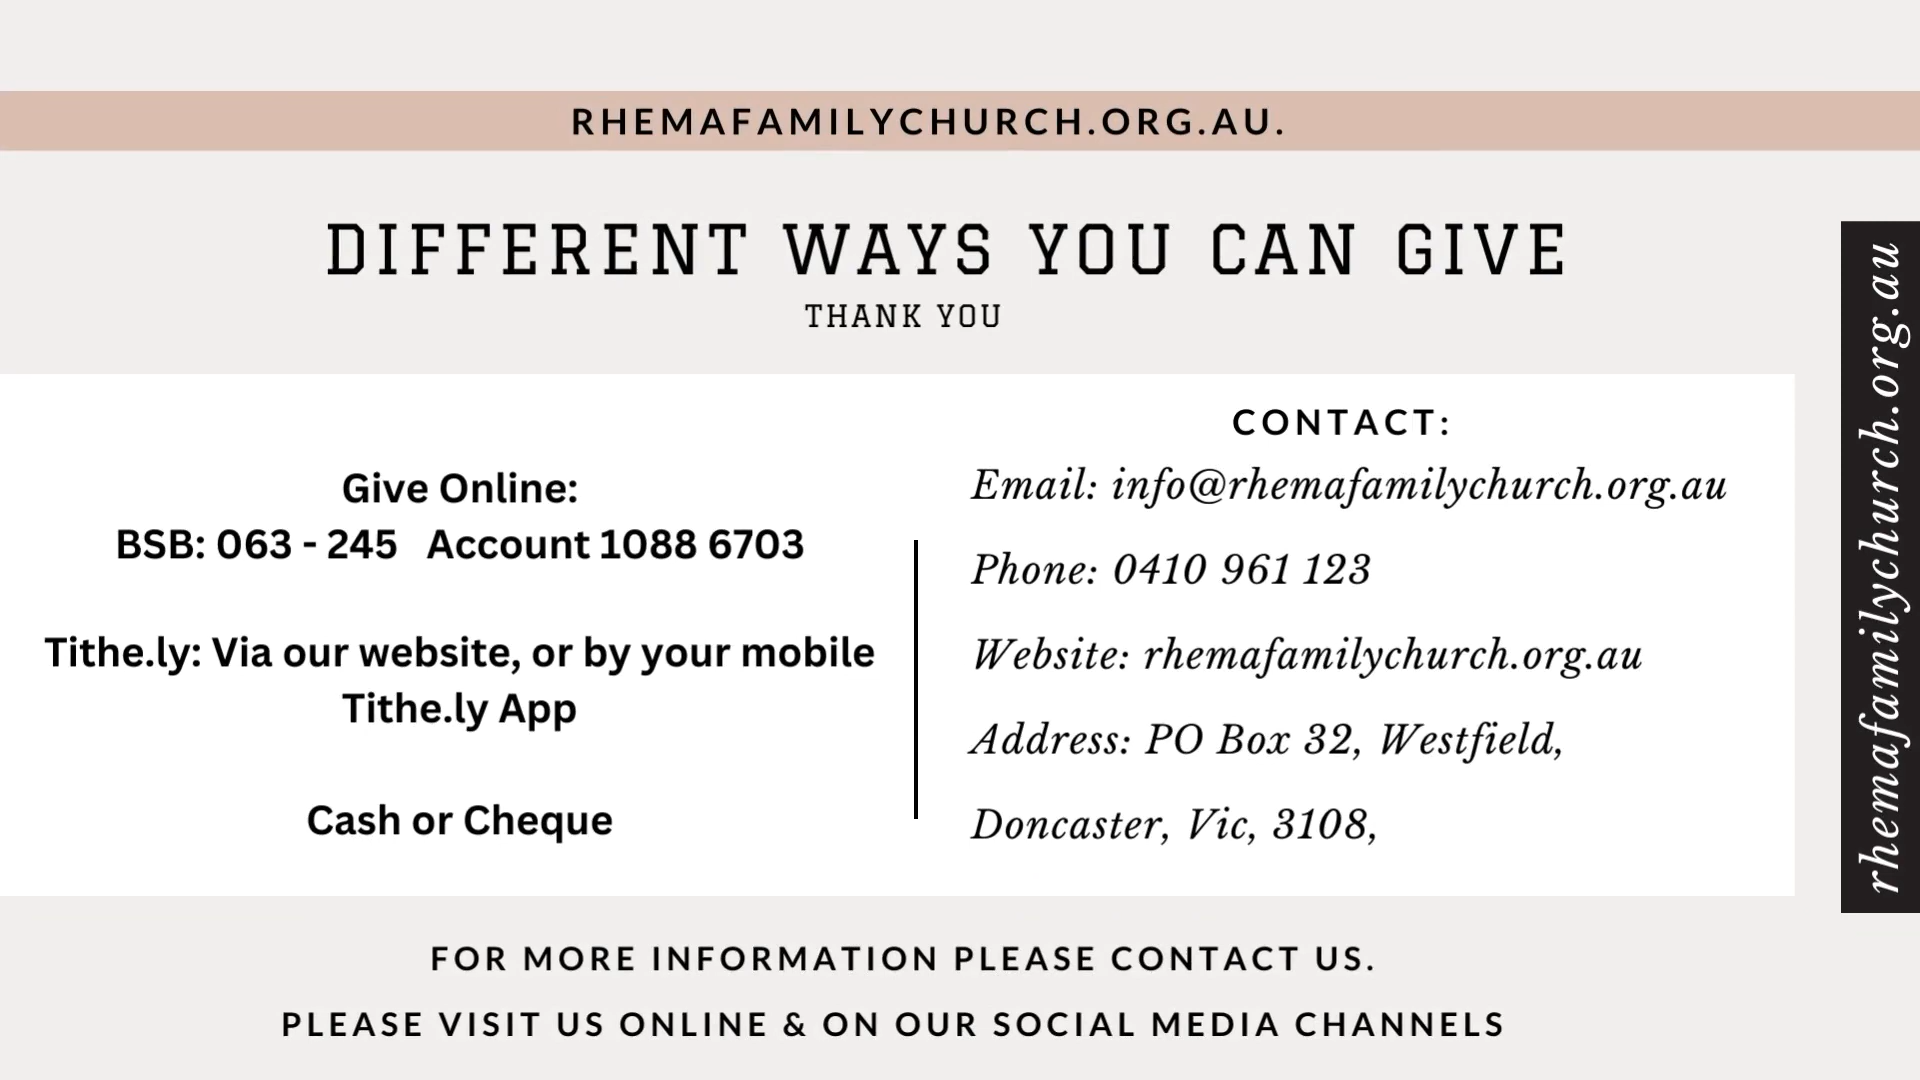 RHEMAFAMILYCHURCH.ORG.AU.
DIFFERENT WAYS YOU CAN GIVE
THANK YOU
Give Online:
BSB: 063 - 245 Account 1088 6703
Tithe.ly: Via our website, or by your mobile
Tithe.ly App
Cash or Cheque
CONTACT:
Email: info@rhemafamilychurch.org.au
Phone: 0410 961 123
Website: rhemafamilychurch.org.au
Address: PO Box 32, Westfield,
Doncaster, Vic, 3108,
rhemafamilychurch.org.au
FOR MORE INFORMATION PLEASE CONTACT US.
PLEASE VISIT US ONLINE & ON OUR SOCIAL MEDIA CHANNELS